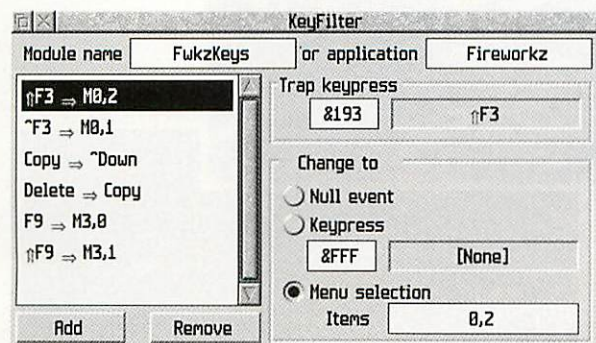 KeyFilter
Module name FwkzKeys for application Fireworkz
⇑F3 ⇒ M0,2
^F3 ⇒ M0,1
Copy ⇒ ^Down
Delete ⇒ Copy
F9 ⇒ M3,0
⇑F9 ⇒ M3,1
Add Remove
Trap keypress
&193 ⇑F3
Change to
Null event
Keypress
&FFF [None]
Menu selection
Items 0,2